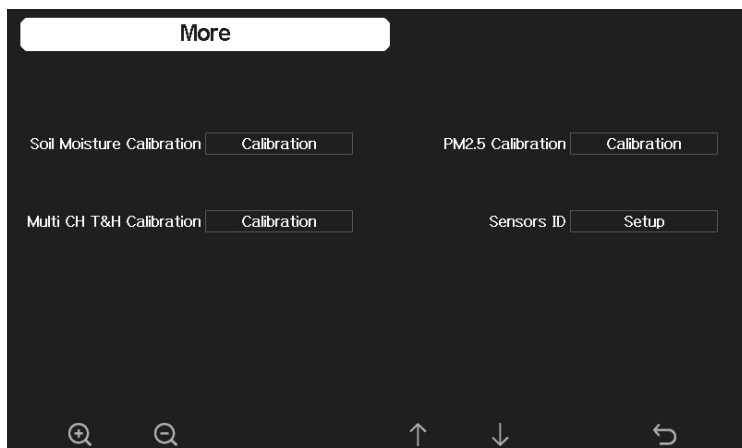 More
Soil Moisture Calibration Calibration PM2.5 Calibration Calibration
Multi CH T&H Calibration Calibration Sensors ID Setup